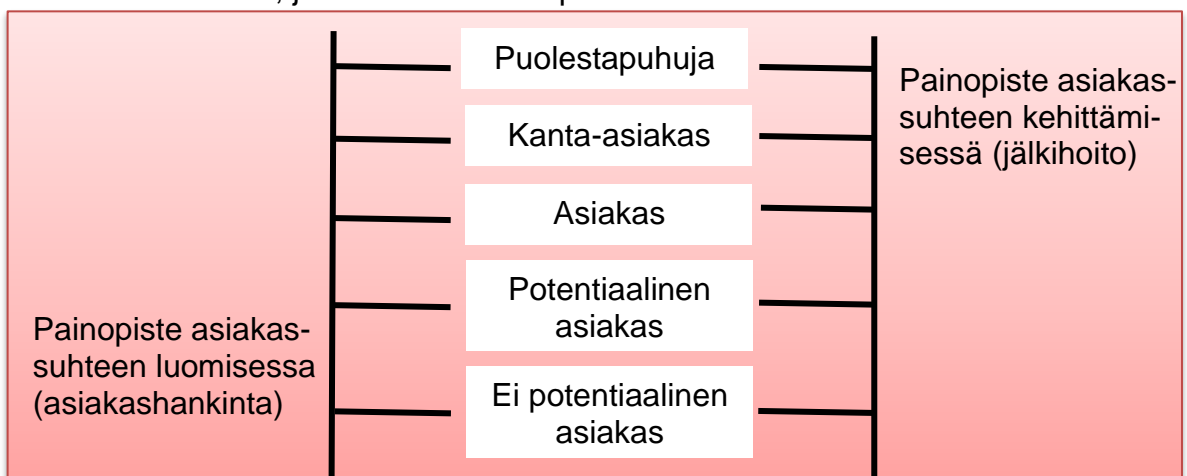 Puolestapuhuja
Painopiste asiakas-
suhteen kehittämi-
sessä (jälkihoito)
Kanta-asiakas
Asiakas
Potentiaalinen
asiakas
Painopiste asiakas-
suhteen luomisessa
(asiakashankinta)
Ei potentiaalinen
asiakas